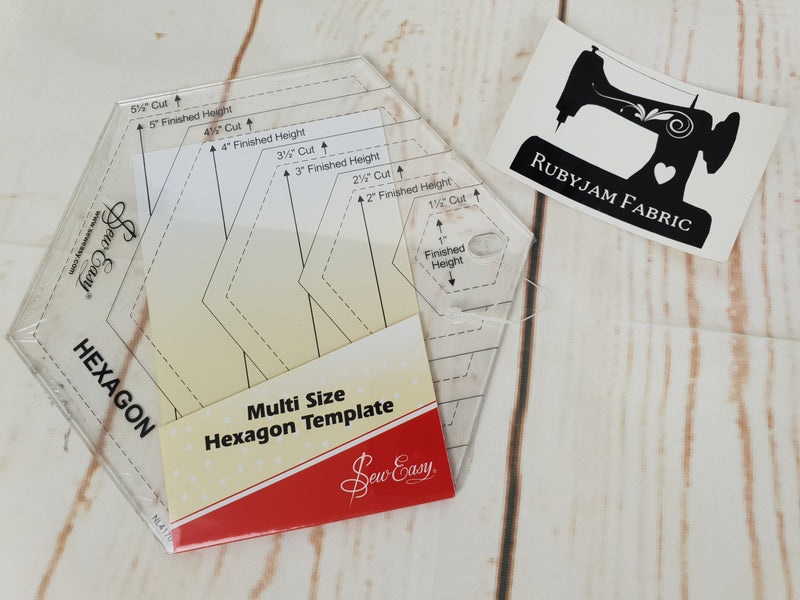 5½" Cut
5" Finished Height
4½" Cut
4" Finished Height
3½" Cut
3" Finished Height
2½" Cut
2" Finished Height
1½" Cut
1"
Finished
Height
Sew Easy®
www.seweasy.com
HEXAGON
NL4170
Multi Size
Hexagon Template
Sew Easy®
RUBYJAM FABRIC